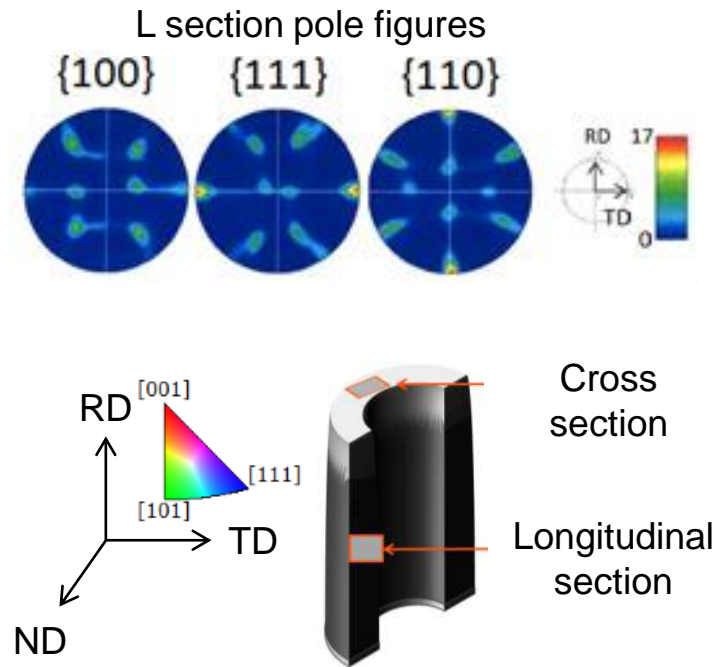 L section pole figures
{100} {111} {110}
RD 17
TD
0
[001]
RD
[111]
[101]
TD
ND
Cross
section
Longitudinal
section